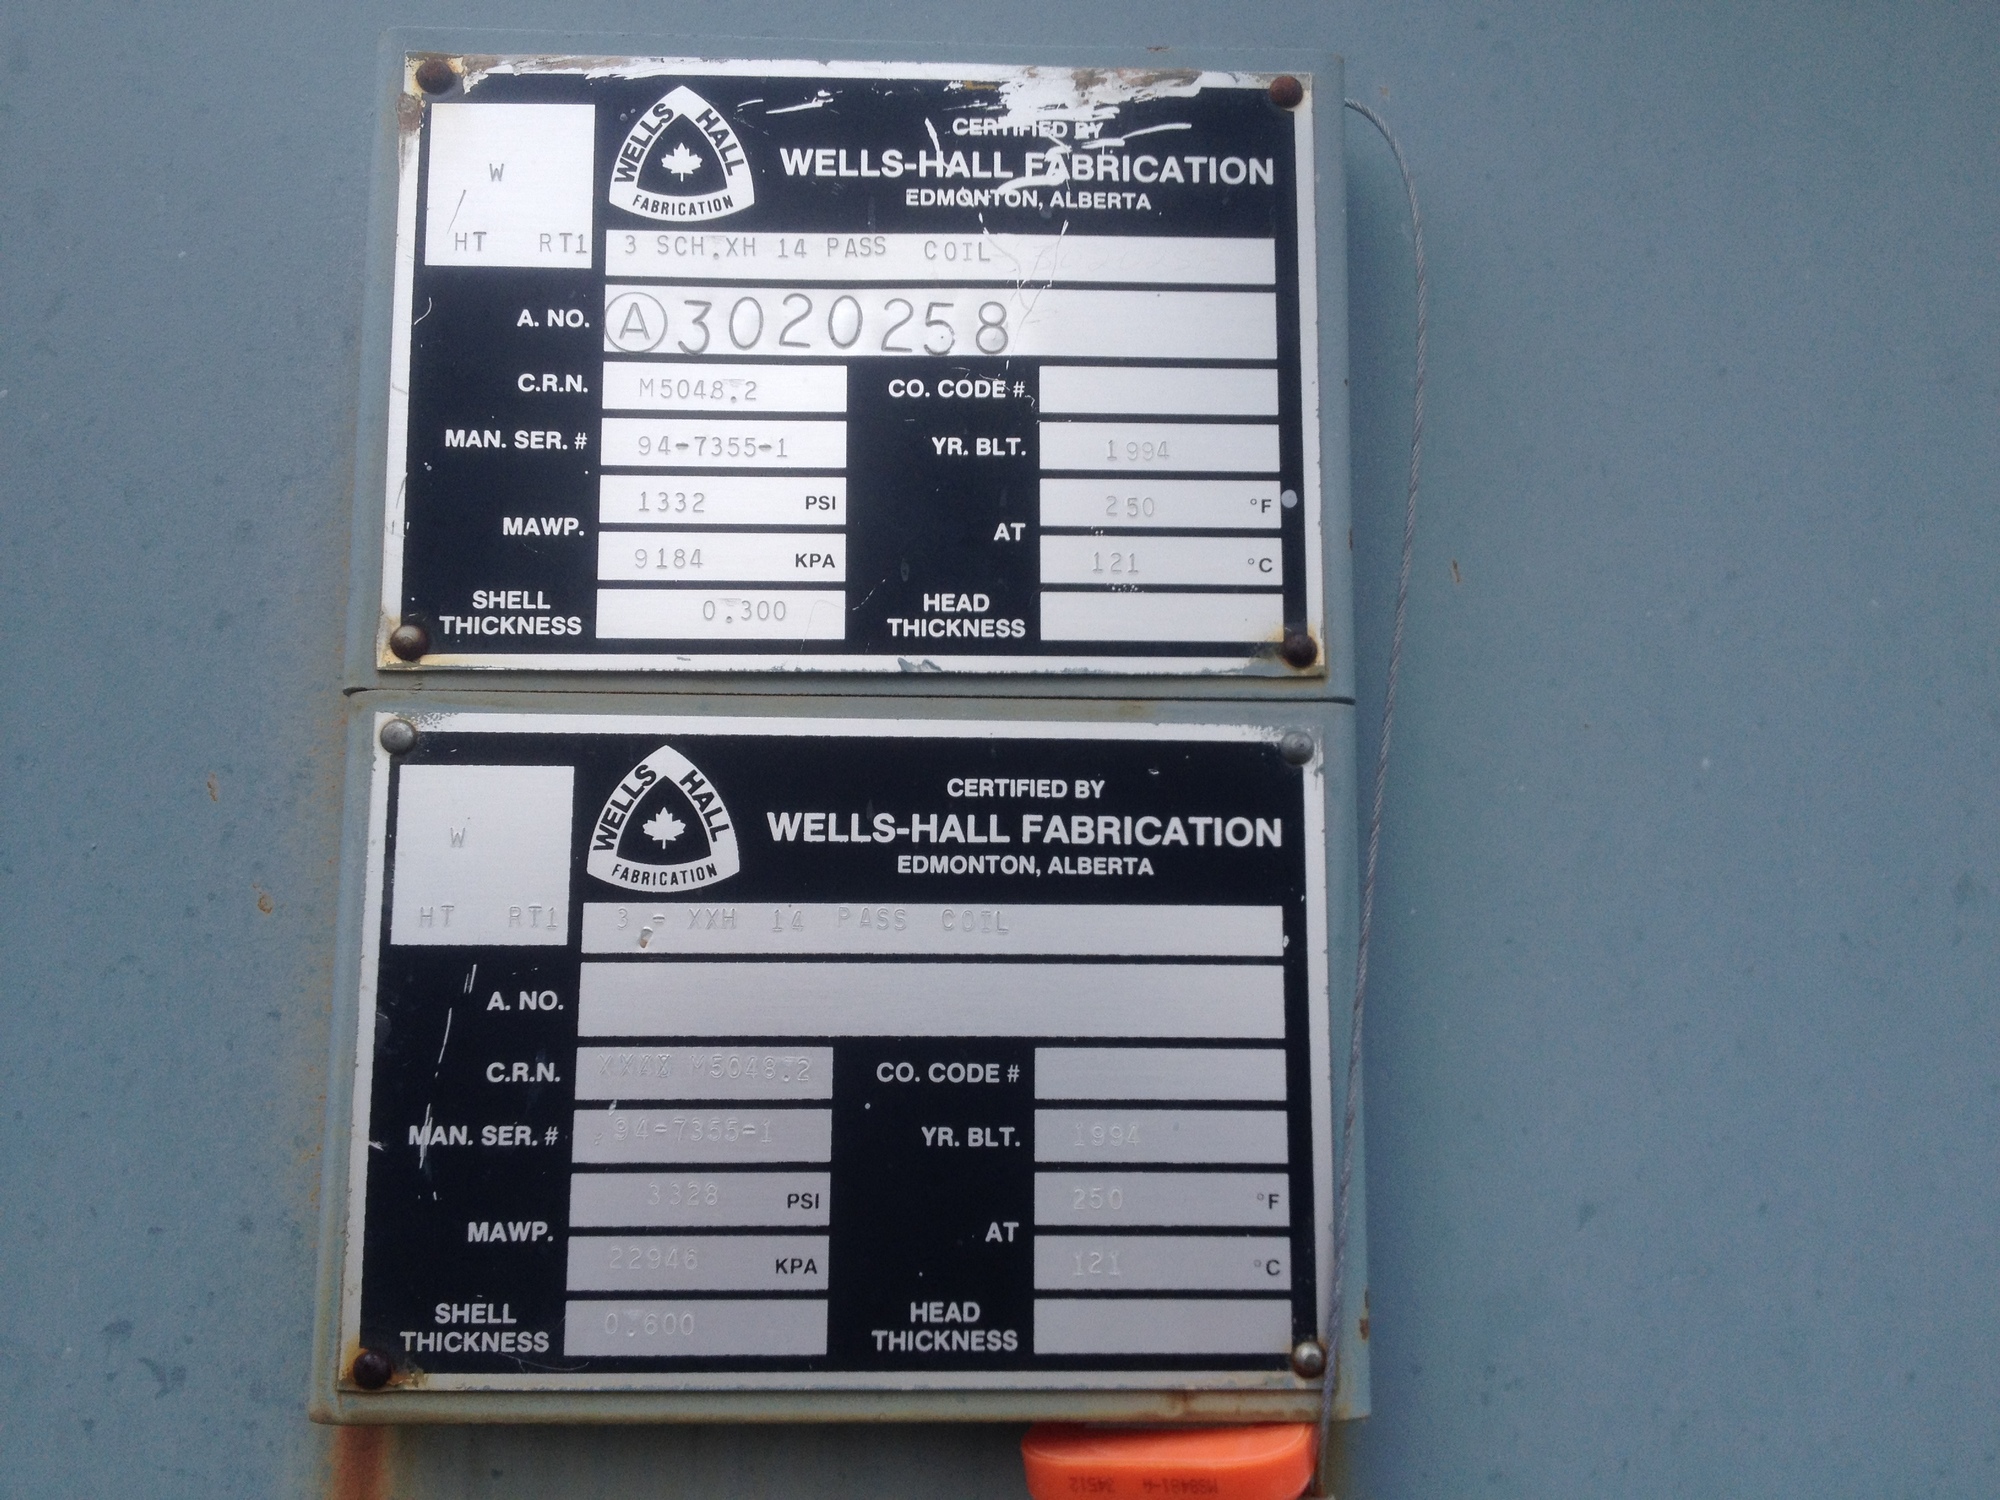 WELLS HALL
FABRICATION
CERTIFIED BY
WELLS-HALL FABRICATION
EDMONTON, ALBERTA
W
HT RT1
3 SCH.XH 14 PASS COIL
A. NO. Ⓐ3020258
C.R.N. M5048.2 CO. CODE #
MAN. SER. # 94-7355-1 YR. BLT. 1994
MAWP. 1332 PSI AT 250 °F
9184 KPA 121 °C
SHELL THICKNESS 0.300 HEAD THICKNESS
WELLS HALL
FABRICATION
CERTIFIED BY
WELLS-HALL FABRICATION
EDMONTON, ALBERTA
W
HT RT1
3 - XXH 14 PASS COIL
A. NO.
C.R.N. M5048.2 CO. CODE #
MAN. SER. # 94-7355-1 YR. BLT. 1994
MAWP. 3328 PSI AT 250 °F
22946 KPA 121 °C
SHELL THICKNESS 0.600 HEAD THICKNESS
34512 MS8481-A